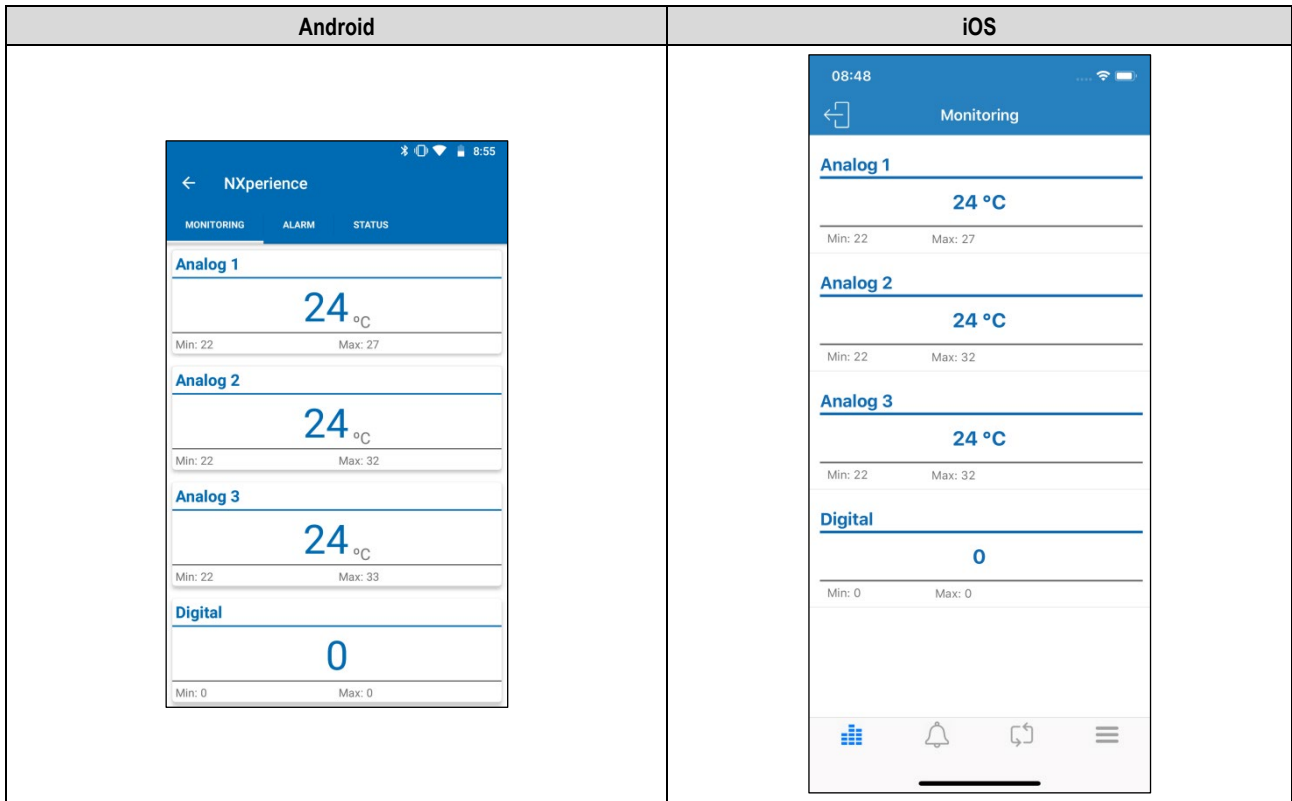 Android
iOS
8:55
NXperience
MONITORING ALARM STATUS
Analog 1
24 ºC
Min: 22 Max: 27
Analog 2
24 ºC
Min: 22 Max: 32
Analog 3
24 ºC
Min: 22 Max: 33
Digital
0
Min: 0 Max: 0
08:48
Monitoring
Analog 1
24 °C
Min: 22 Max: 27
Analog 2
24 °C
Min: 22 Max: 32
Analog 3
24 °C
Min: 22 Max: 32
Digital
0
Min: 0 Max: 0